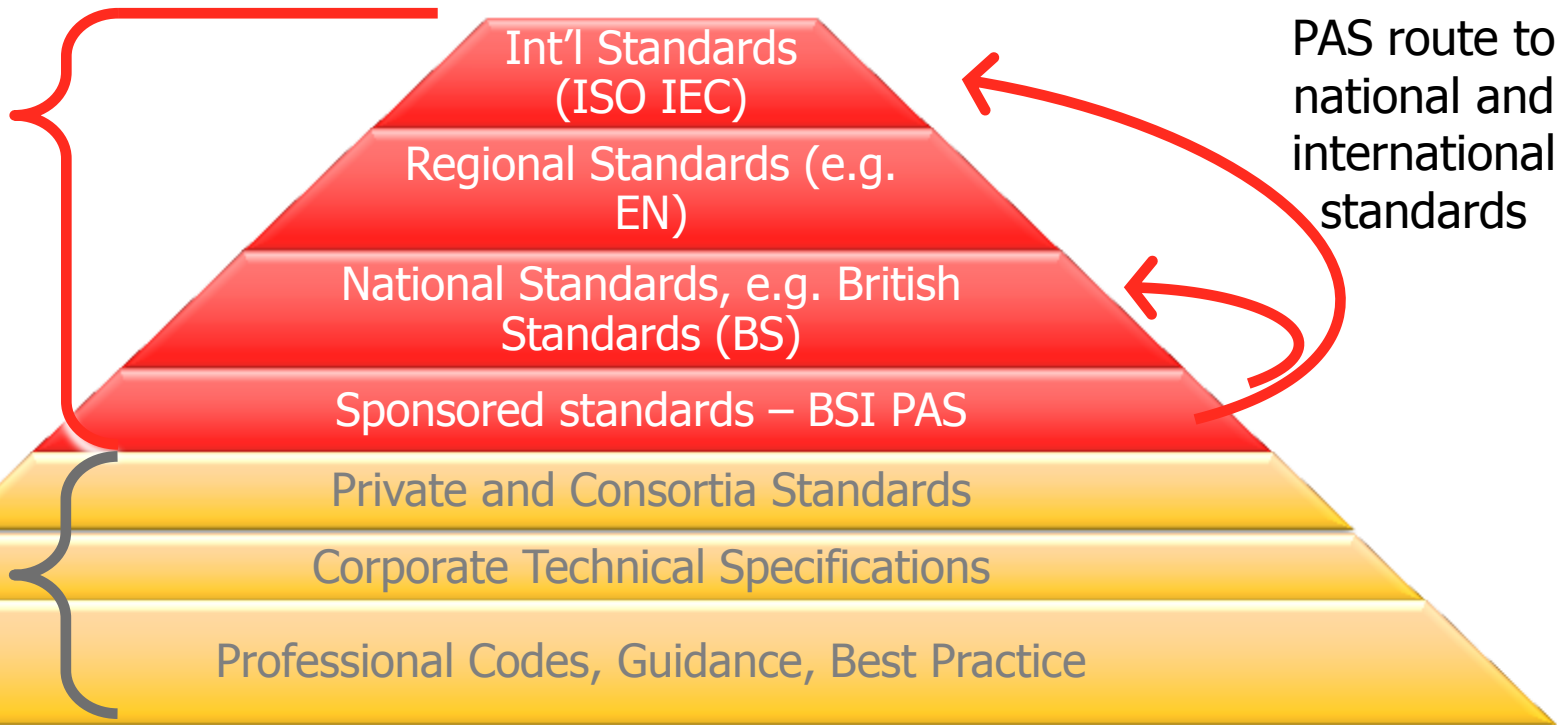 Int’l Standards
(ISO IEC)
PAS route to
national and
international
standards
Regional Standards (e.g.
EN)
National Standards, e.g. British
Standards (BS)
Sponsored standards – BSI PAS
Private and Consortia Standards
Corporate Technical Specifications
Professional Codes, Guidance, Best Practice